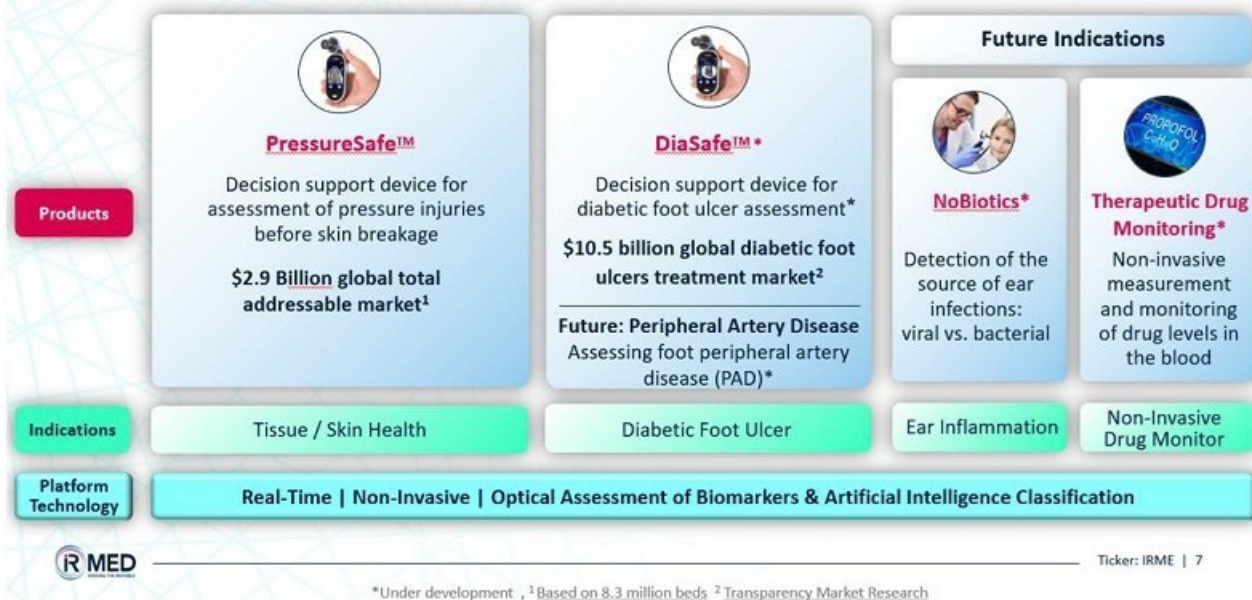 Future Indications
PressureSafe™
Decision support device for
assessment of pressure injuries
before skin breakage
$2.9 Billion global total
addressable market¹
DiaSafe™*
Decision support device for
diabetic foot ulcer assessment*
$10.5 billion global diabetic foot
ulcers treatment market²
Future: Peripheral Artery Disease
Assessing foot peripheral artery
disease (PAD)*
NoBiotics*
Detection of the
source of ear
infections:
viral vs. bacterial
PROPOFOL
Therapeutic Drug
Monitoring*
Non-invasive
measurement
and monitoring
of drug levels in
the blood
Products
Indications
Tissue / Skin Health
Diabetic Foot Ulcer
Ear Inflammation
Non-Invasive
Drug Monitor
Platform
Technology
Real-Time | Non-Invasive | Optical Assessment of Biomarkers & Artificial Intelligence Classification
iR MED
Ticker: IRME | 7
*Under development , ¹ Based on 8.3 million beds ² Transparency Market Research